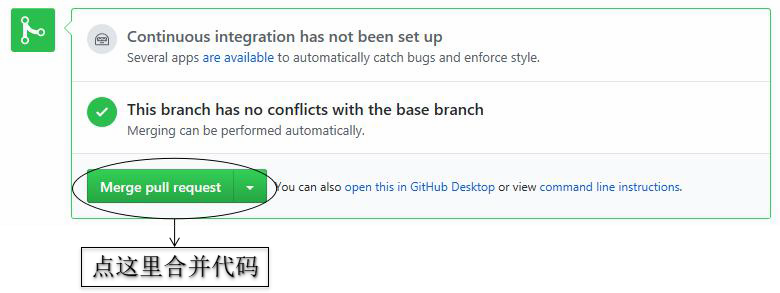 Continuous integration has not been set up
Several apps are available to automatically catch bugs and enforce style.
This branch has no conflicts with the base branch
Merging can be performed automatically.
Merge pull request You can also open this in GitHub Desktop or view command line instructions.
点这里合并代码